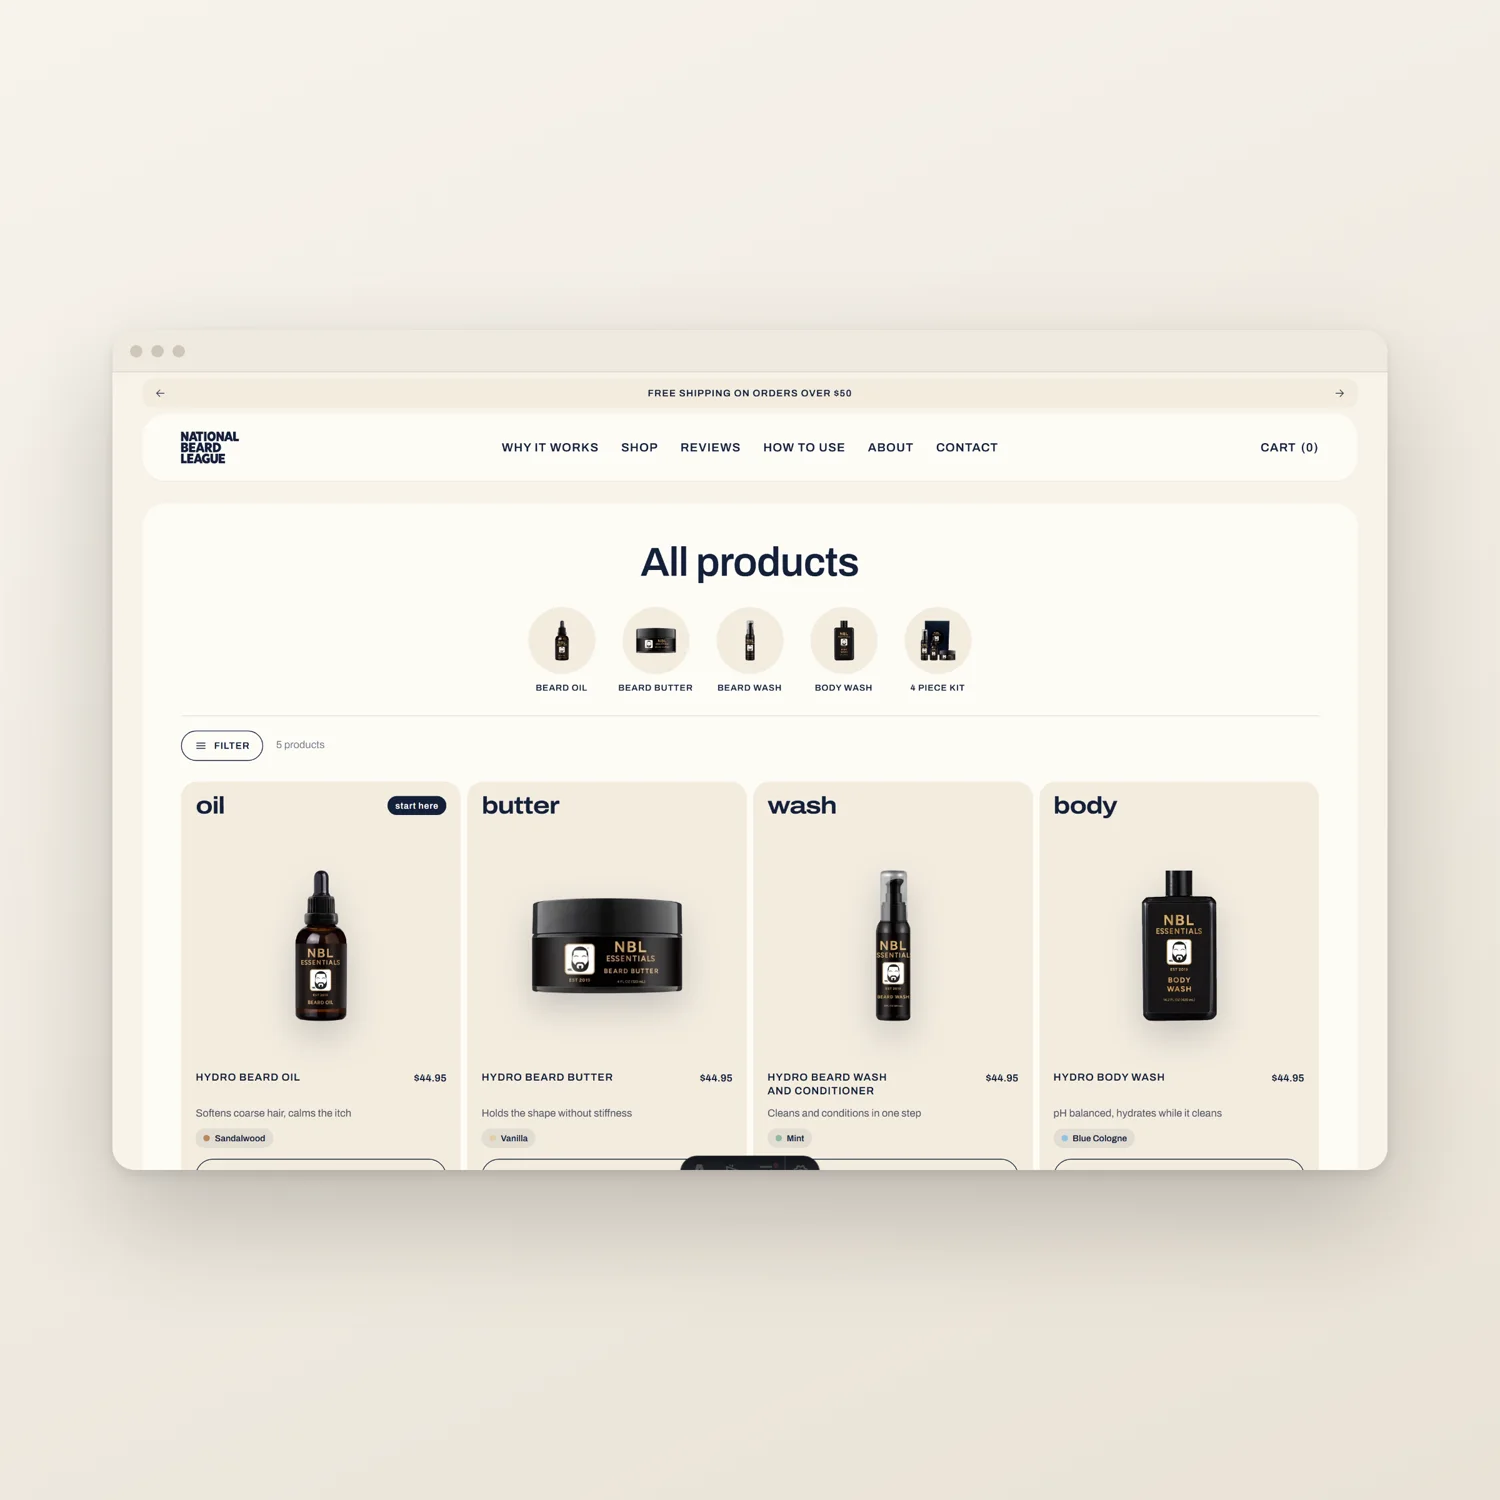 FREE SHIPPING ON ORDERS OVER $50
NATIONAL
BEARD
LEAGUE
WHY IT WORKS SHOP REVIEWS HOW TO USE ABOUT CONTACT
CART (0)
All products
BEARD OIL BEARD BUTTER BEARD WASH BODY WASH 4 PIECE KIT
FILTER 5 products
oil
start here
NBL
ESSENTIALS
BEARD OIL
HYDRO BEARD OIL $44.95
Softens coarse hair, calms the itch
Sandalwood
butter
NBL
ESSENTIALS
BEARD BUTTER
EST 2015
HYDRO BEARD BUTTER $44.95
Holds the shape without stiffness
Vanilla
wash
NBL
ESSENTIALS
BEARD WASH
HYDRO BEARD WASH $44.95
AND CONDITIONER
Cleans and conditions in one step
Mint
body
NBL
ESSENTIALS
EST 2015
BODY
WASH
HYDRO BODY WASH $44.95
pH balanced, hydrates while it cleans
Blue Cologne